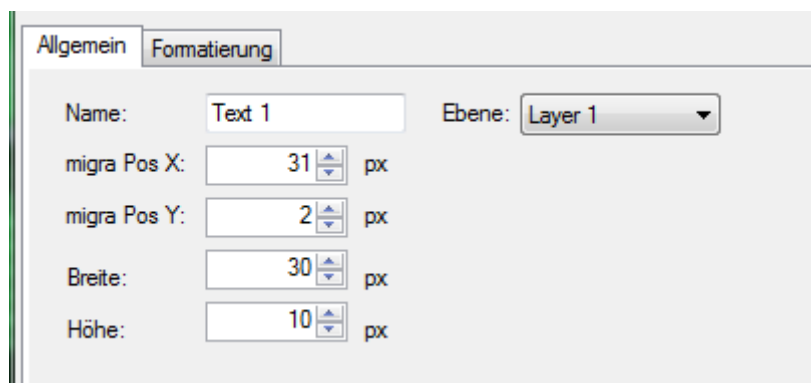 Allgemein Formatierung
Name: Text 1 Ebene: Layer 1
migra Pos X: 31 px
migra Pos Y: 2 px
Breite: 30 px
Höhe: 10 px